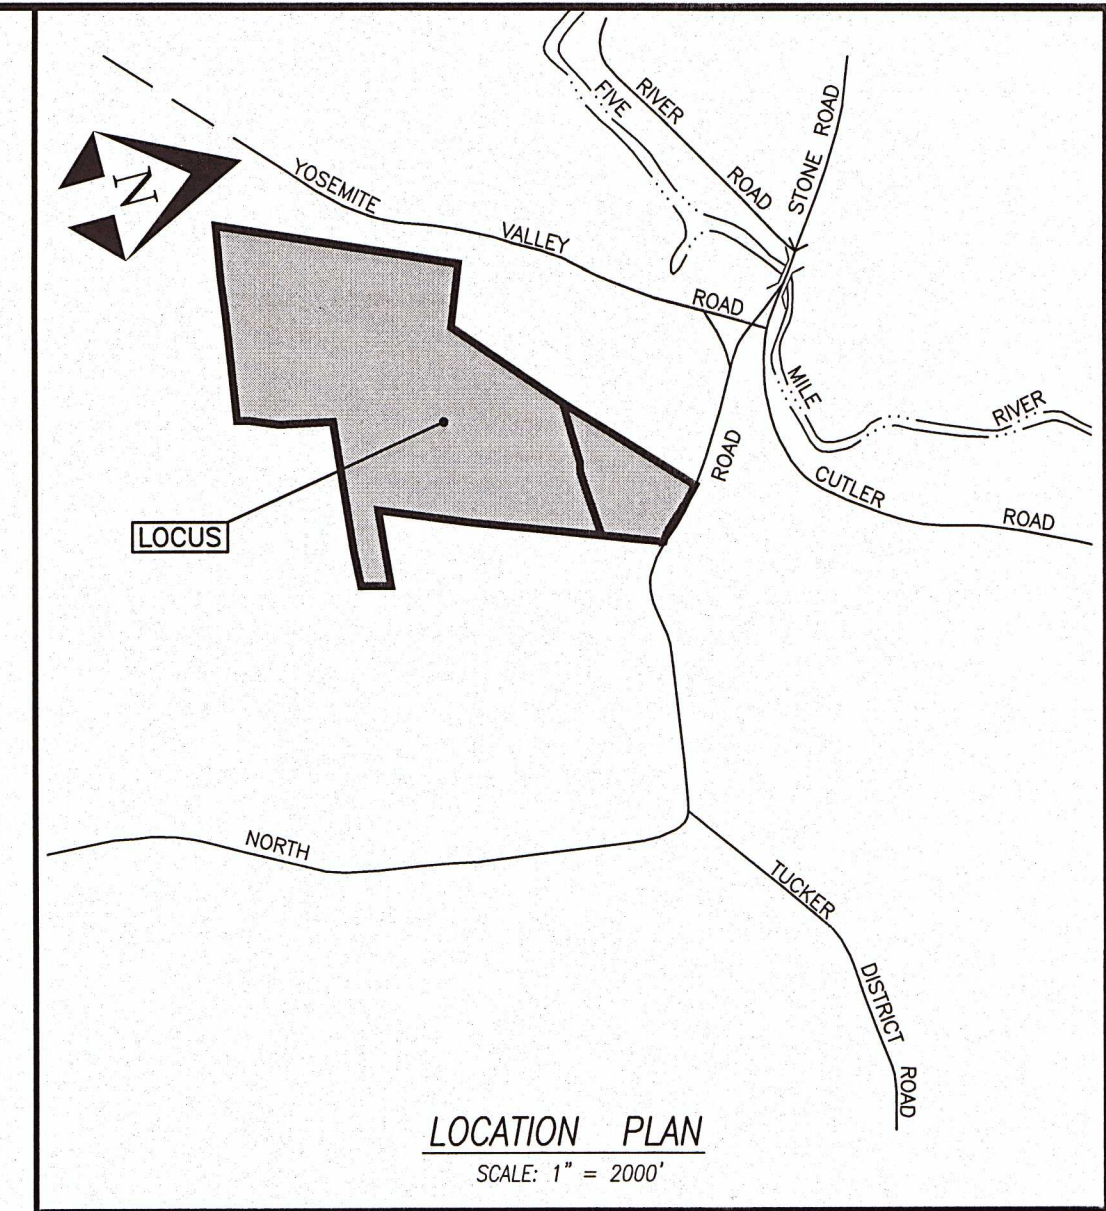 FIVE
RIVER
ROAD
STONE ROAD
N
YOSEMITE
VALLEY
ROAD
MILE
RIVER
ROAD
CUTLER
ROAD
LOCUS
NORTH
TUCKER
DISTRICT
ROAD
LOCATION PLAN
SCALE: 1" = 2000'